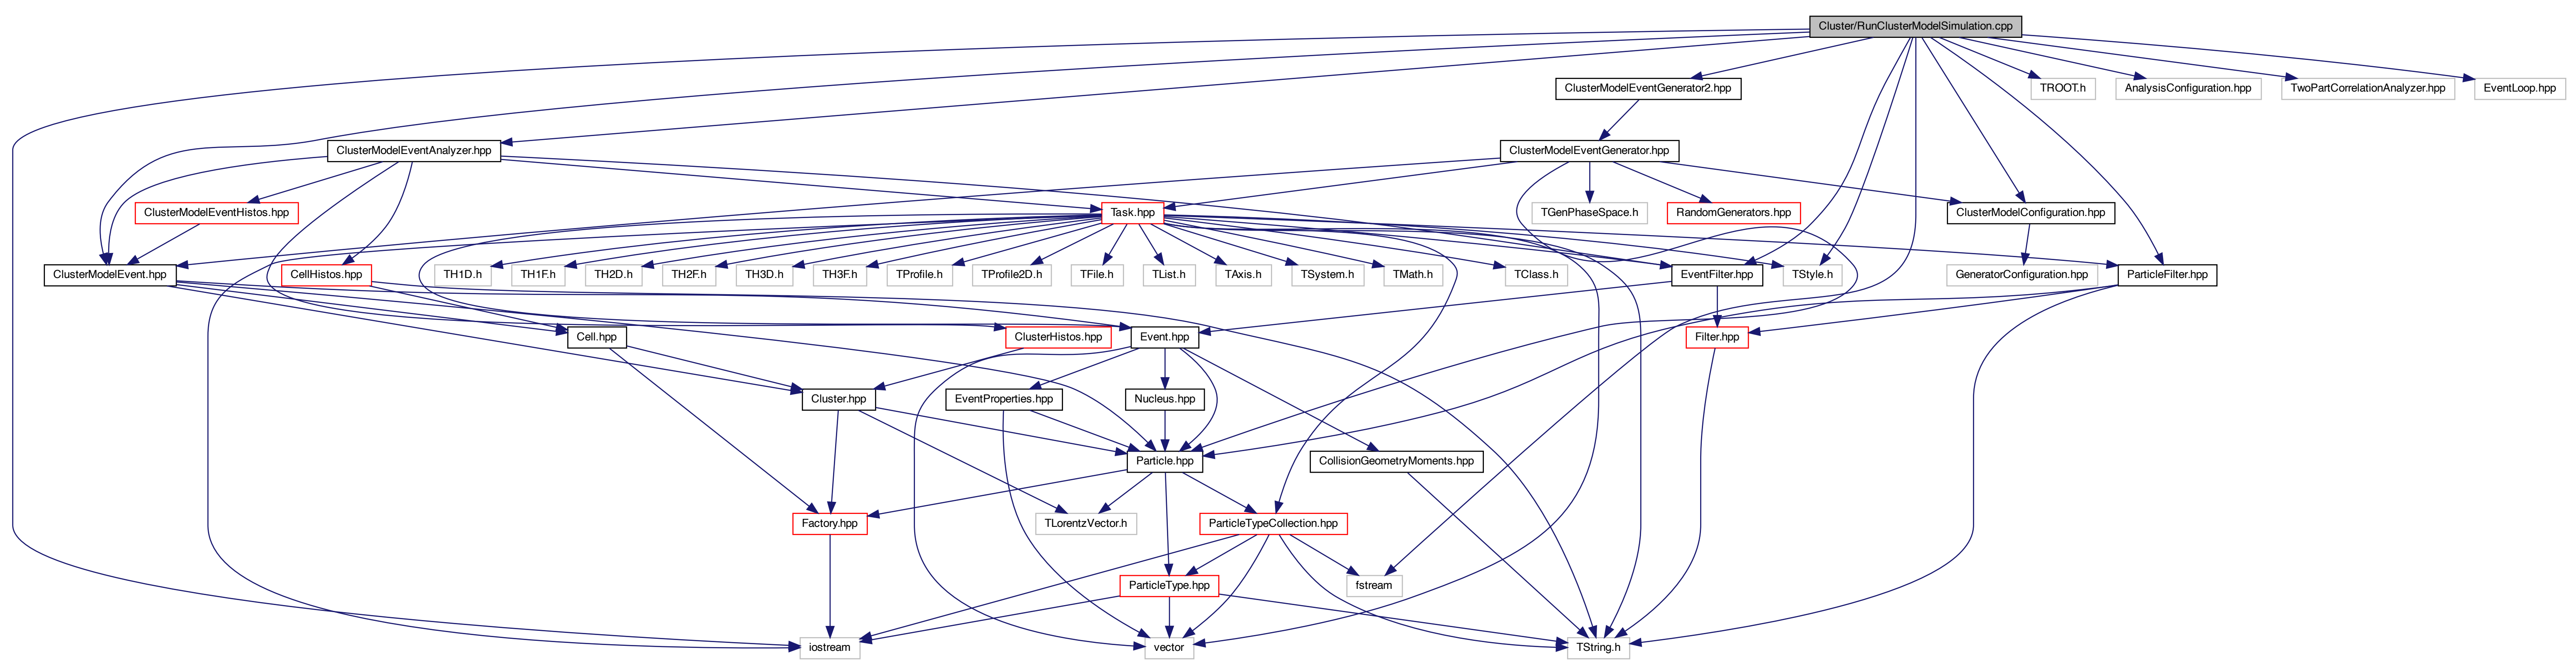 Cluster/RunClusterModelSimulation.cpp
ClusterModelEventGenerator2.hpp
TROOT.h
AnalysisConfiguration.hpp
TwoPartCorrelationAnalyzer.hpp
EventLoop.hpp
ClusterModelEventAnalyzer.hpp
ClusterModelEventGenerator.hpp
ClusterModelEventHistos.hpp
Task.hpp
TGenPhaseSpace.h
RandomGenerators.hpp
ClusterModelConfiguration.hpp
ClusterModelEvent.hpp
CellHistos.hpp
TH1D.h
TH1F.h
TH2D.h
TH2F.h
TH3D.h
TH3F.h
TProfile.h
TProfile2D.h
TFile.h
TList.h
TAxis.h
TSystem.h
TMath.h
TClass.h
EventFilter.hpp
TStyle.h
GeneratorConfiguration.hpp
ParticleFilter.hpp
Cell.hpp
ClusterHistos.hpp
Event.hpp
Filter.hpp
Cluster.hpp
EventProperties.hpp
Nucleus.hpp
Particle.hpp
CollisionGeometryMoments.hpp
Factory.hpp
TLorentzVector.h
ParticleTypeCollection.hpp
ParticleType.hpp
fstream
iostream
vector
TString.h